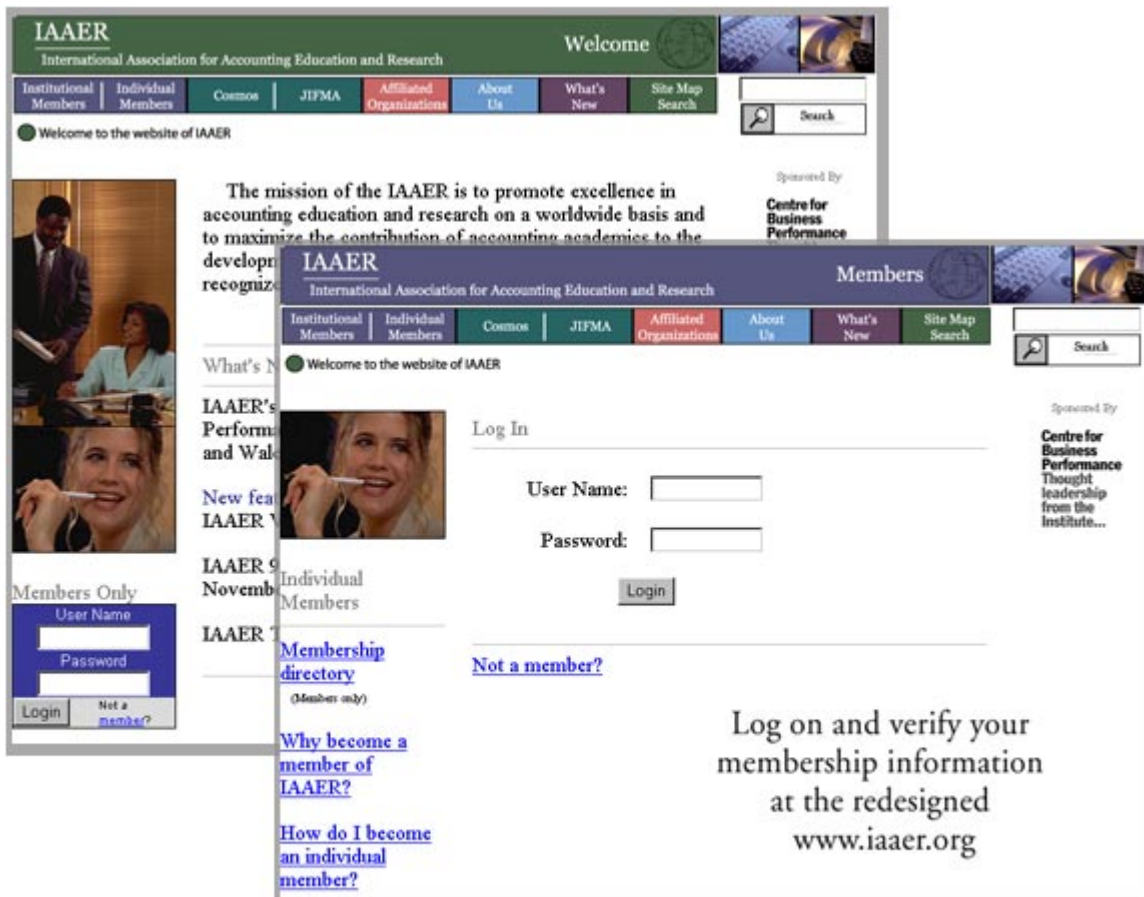 IAAER
International Association for Accounting Education and Research
Welcome
Institutional Members
Individual Members
Cosmos
JIFMA
Affiliated Organizations
About Us
What's New
Site Map Search
Search
Welcome to the website of IAAER
Sponsored By
Centre for
Business
Performance
The mission of the IAAER is to promote excellence in
accounting education and research on a worldwide basis and
to maximize the contribution of accounting academics to the
What's
IAAER's
and
New
IAAER
IAAER
IAAER
Members Only
User Name
Password
Login
Not a
member?
IAAER
International Association for Accounting Education and Research
Members
Institutional Members
Individual Members
Cosmos
JIFMA
Affiliated Organizations
About Us
What's New
Site Map Search
Search
Welcome to the website of IAAER
Sponsored By
Centre for
Business
Performance
Thought
leadership
from the
Institute...
Log In
User Name:
Password:
Login
Not a member?
Individual
Members
Membership
directory
(Members only)
Why become a
member of
IAAER?
How do I become
an individual
member?
Log on and verify your
membership information
at the redesigned
www.iaaer.org